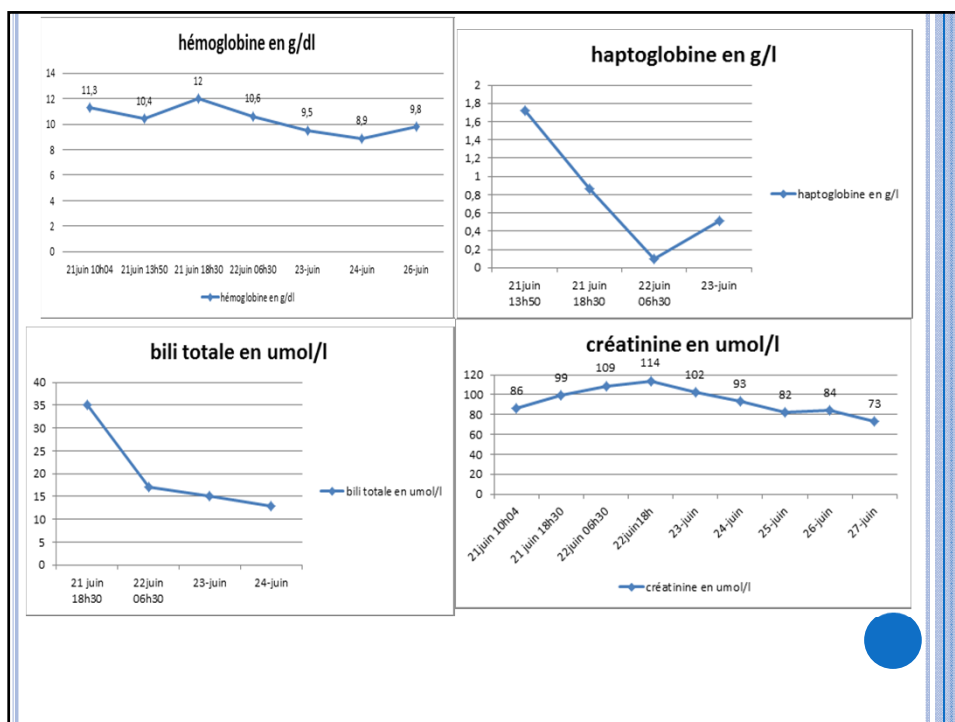 hémoglobine en g/dl
14
12
10
8
6
4
2
0
11,3
10,4
12
10,6
9,5
8,9
9,8
21juin 10h04 21juin 13h50 21 juin 18h30 22juin 06h30 23-juin 24-juin 26-juin
hémoglobine en g/dl
haptoglobine en g/l
2
1,8
1,6
1,4
1,2
1
0,8
0,6
0,4
0,2
0
21juin 13h50
21 juin 18h30
22juin 06h30
23-juin
haptoglobine en g/l
bili totale en umol/l
40
35
30
25
20
15
10
5
0
21 juin 18h30
22juin 06h30
23-juin
24-juin
bili totale en umol/l
créatinine en umol/l
120
100
80
60
40
20
0
86
99
109
114
102
93
82
84
73
21juin 10h04
21 juin 18h30
22juin 06h30
22juin18h
23-juin
24-juin
25-juin
26-juin
27-juin
créatinine en umol/l